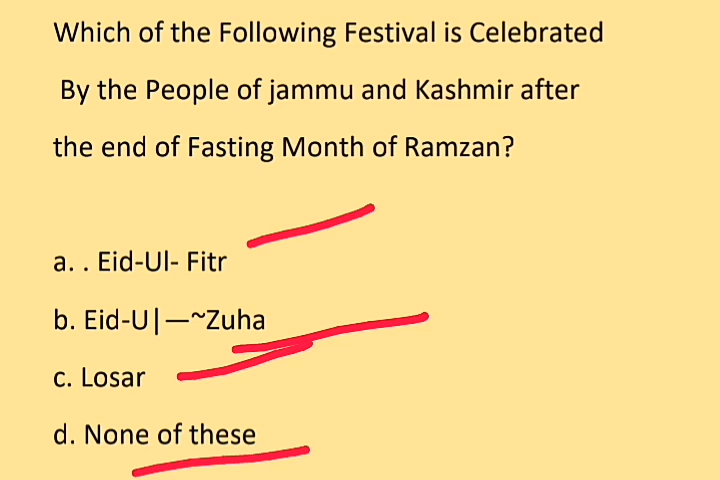 Which of the Following Festival is Celebrated
By the People of jammu and Kashmir after
the end of Fasting Month of Ramzan?
a. . Eid-Ul- Fitr
b. Eid-U|—~Zuha
c. Losar
d. None of these